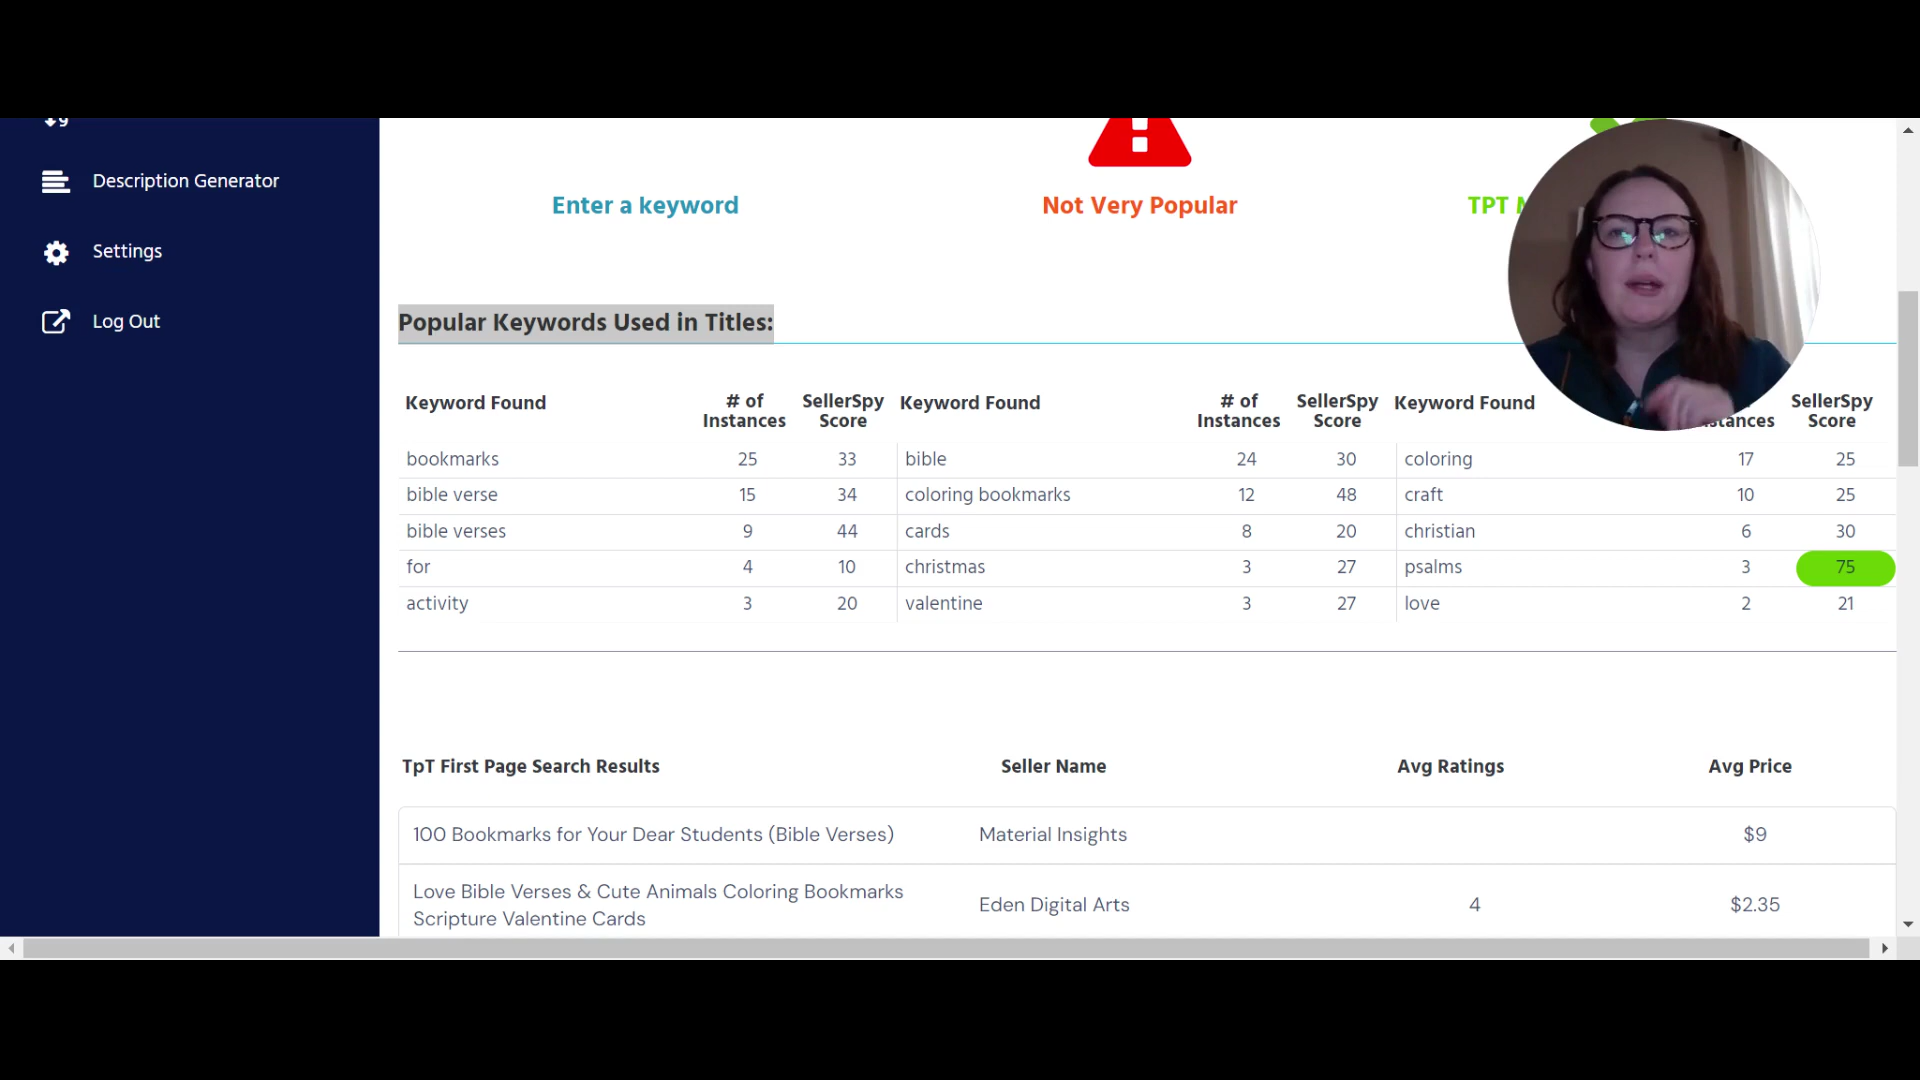 Description Generator
Settings
Log Out
Enter a keyword
Not Very Popular
TPT
Popular Keywords Used in Titles:
Keyword Found # of Instances SellerSpy Score Keyword Found # of Instances SellerSpy Score Keyword Found SellerSpy Score
bookmarks 25 33 bible 24 30 coloring 17 25
bible verse 15 34 coloring bookmarks 12 48 craft 10 25
bible verses 9 44 cards 8 20 christian 6 30
for 4 10 christmas 3 27 psalms 3 75
activity 3 20 valentine 3 27 love 2 21
TpT First Page Search Results Seller Name Avg Ratings Avg Price
100 Bookmarks for Your Dear Students (Bible Verses) Material Insights $9
Love Bible Verses & Cute Animals Coloring Bookmarks
Scripture Valentine Cards Eden Digital Arts 4 $2.35